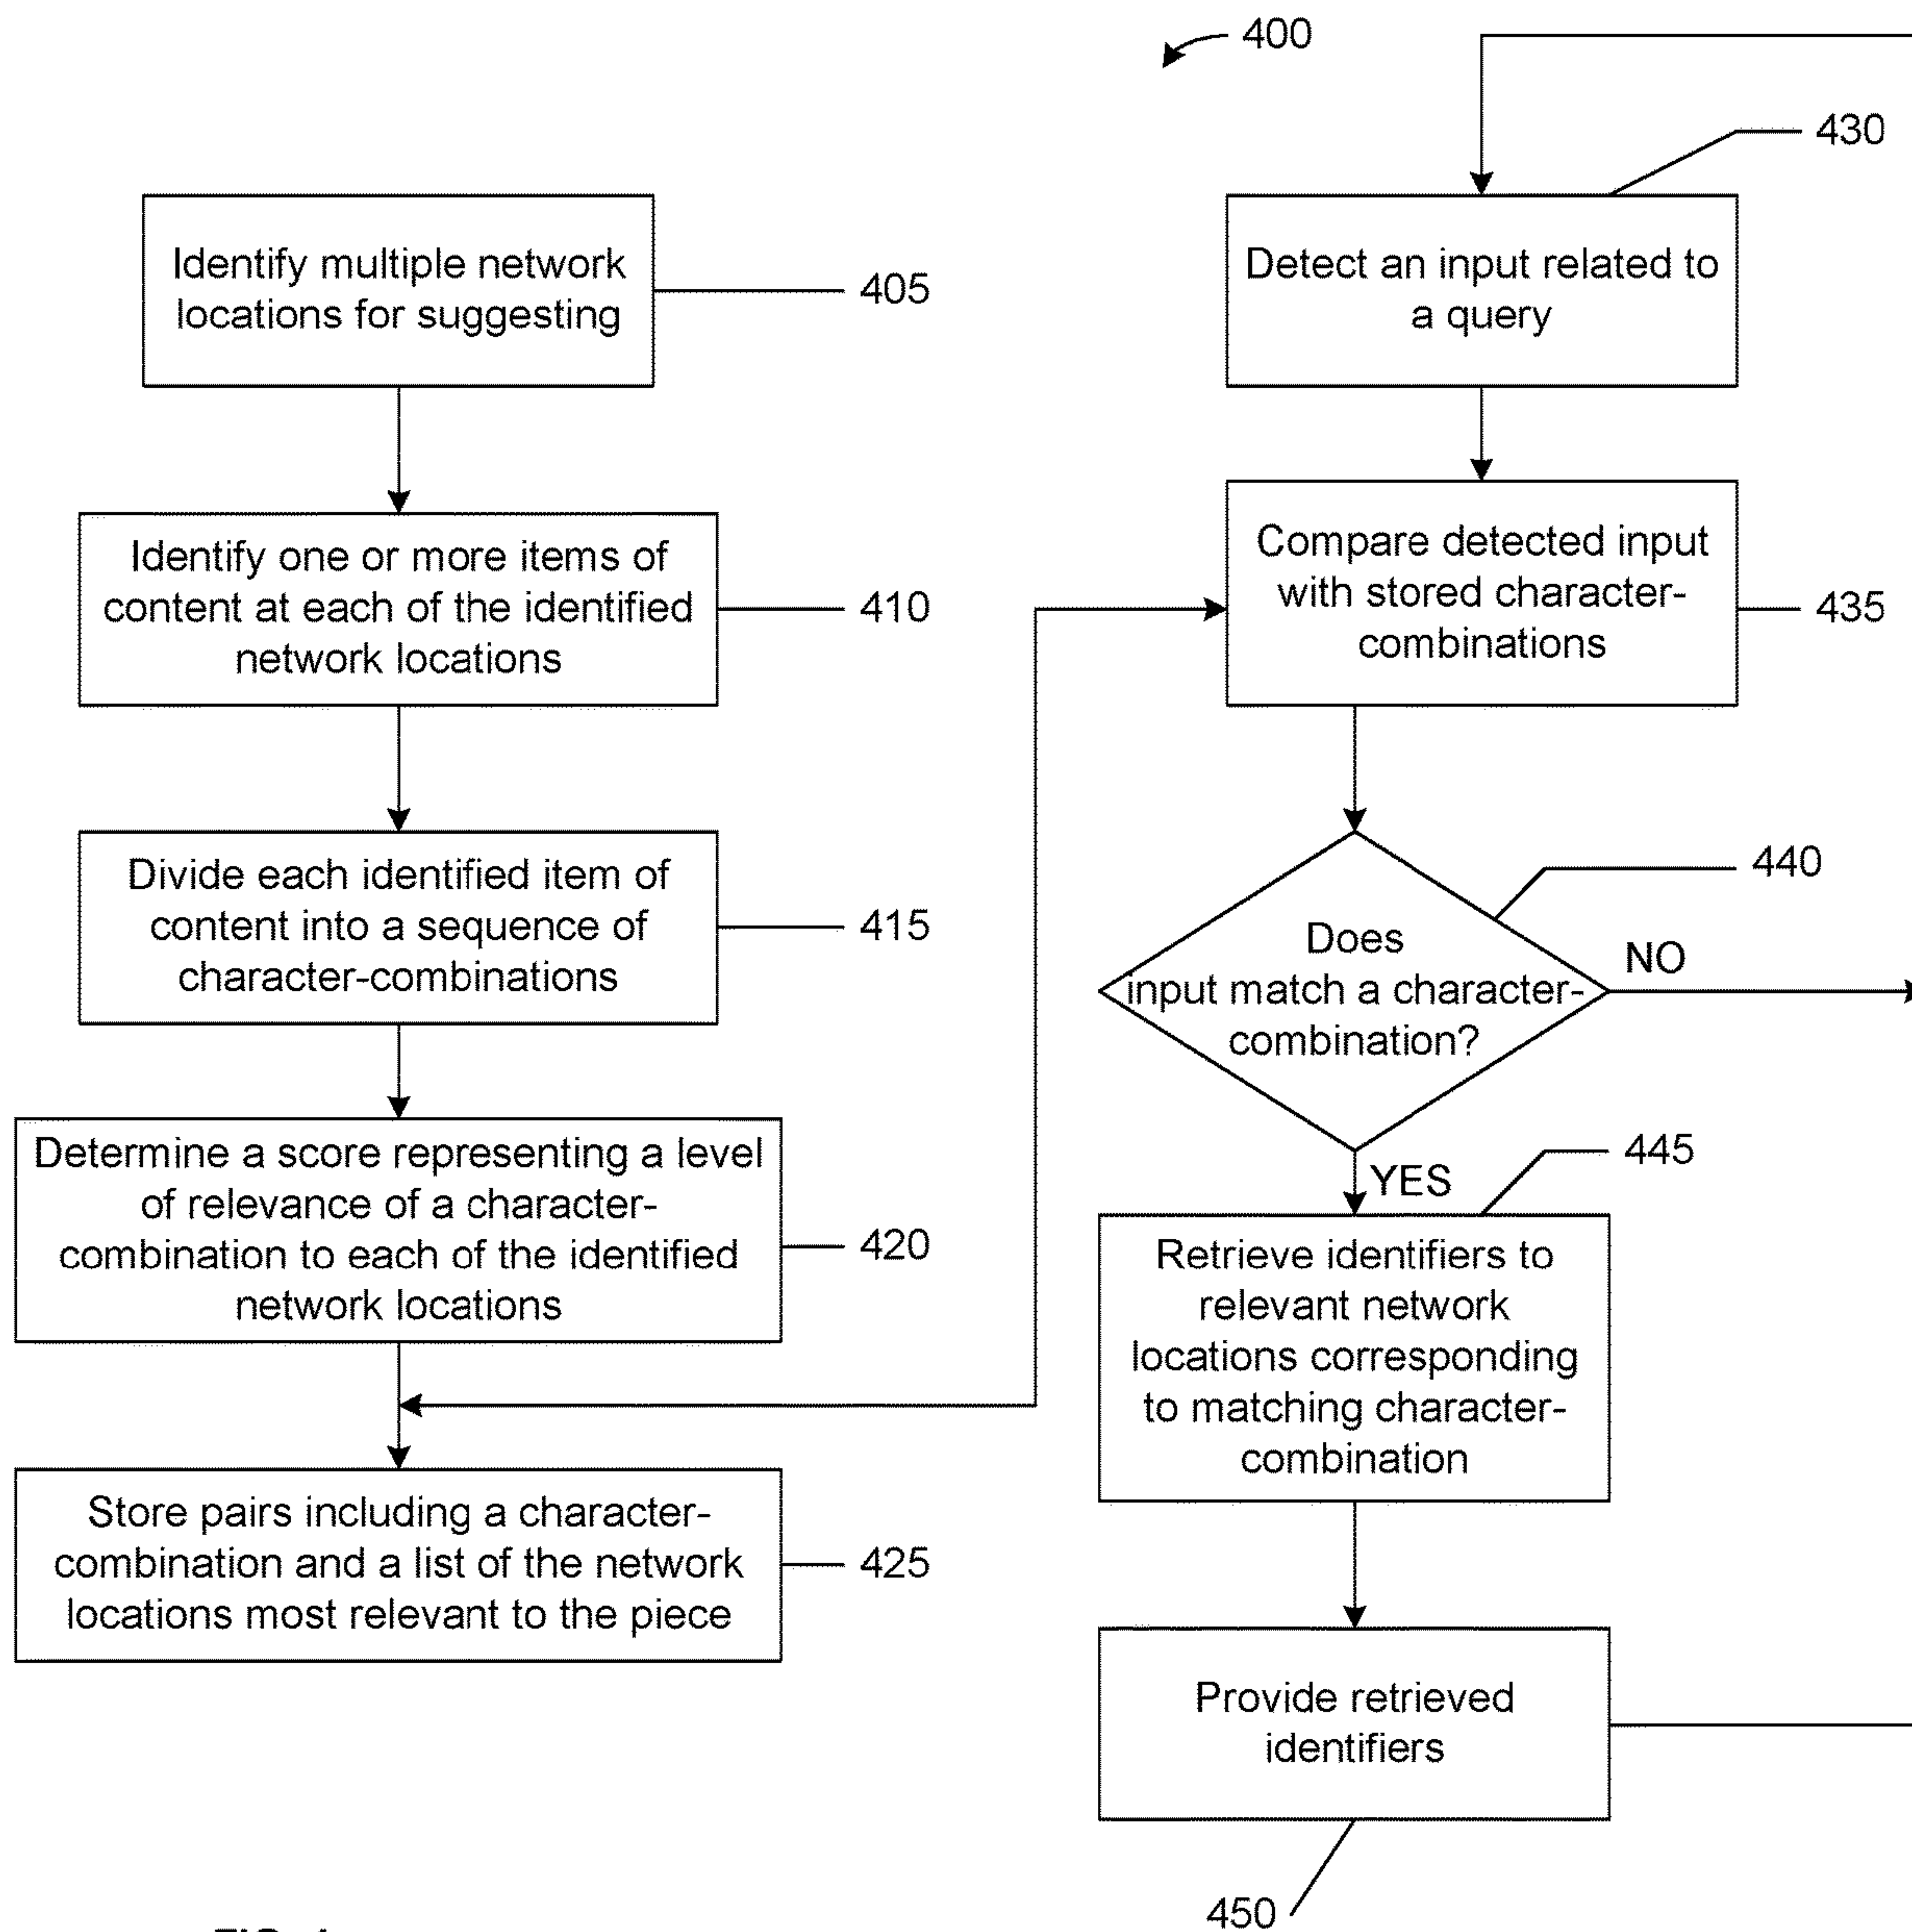 400
430
Identify multiple network
locations for suggesting
405
Identify one or more items of
content at each of the identified
network locations
410
Divide each identified item of
content into a sequence of
character-combinations
415
Determine a score representing a level
of relevance of a character-
combination to each of the identified
network locations
420
Store pairs including a character-
combination and a list of the network
locations most relevant to the piece
425
Detect an input related to
a query
Compare detected input
with stored character-
combinations
435
440
Does
input match a character-
combination?
NO
YES
445
Retrieve identifiers to
relevant network
locations corresponding
to matching character-
combination
Provide retrieved
identifiers
450